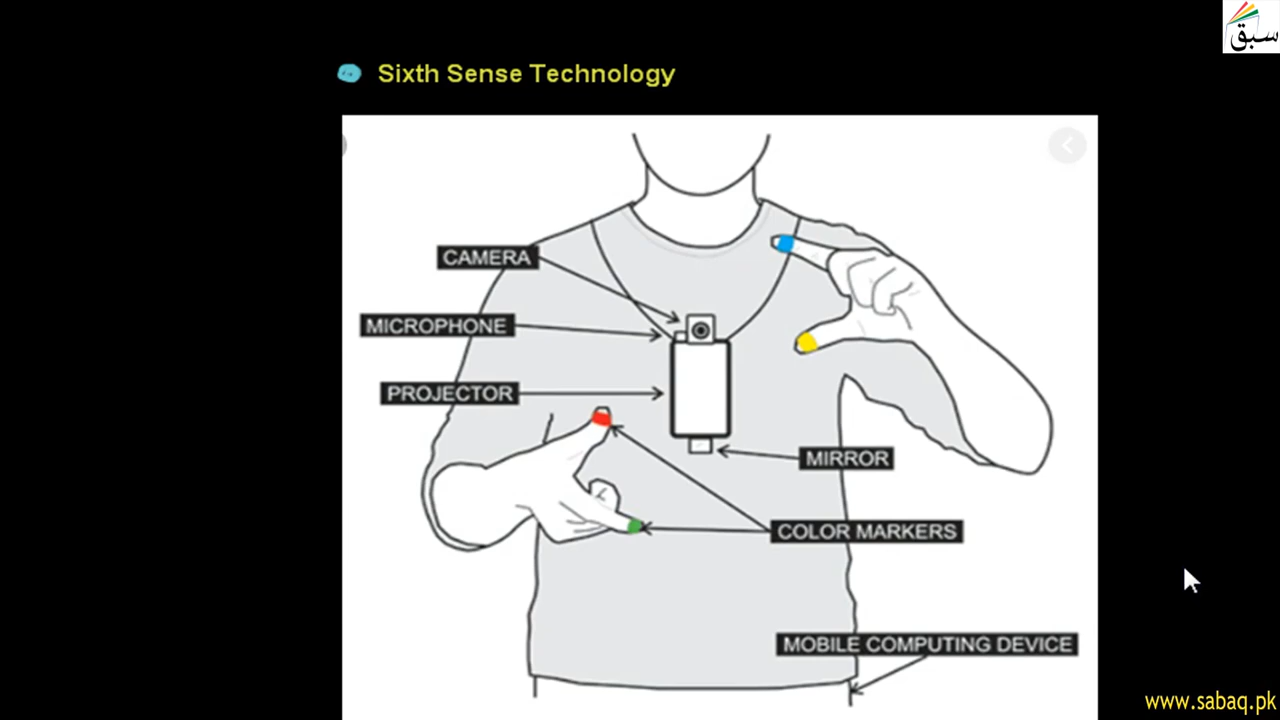 سبق
Sixth Sense Technology
CAMERA
MICROPHONE
PROJECTOR
MIRROR
COLOR MARKERS
MOBILE COMPUTING DEVICE
www.sabaq.pk